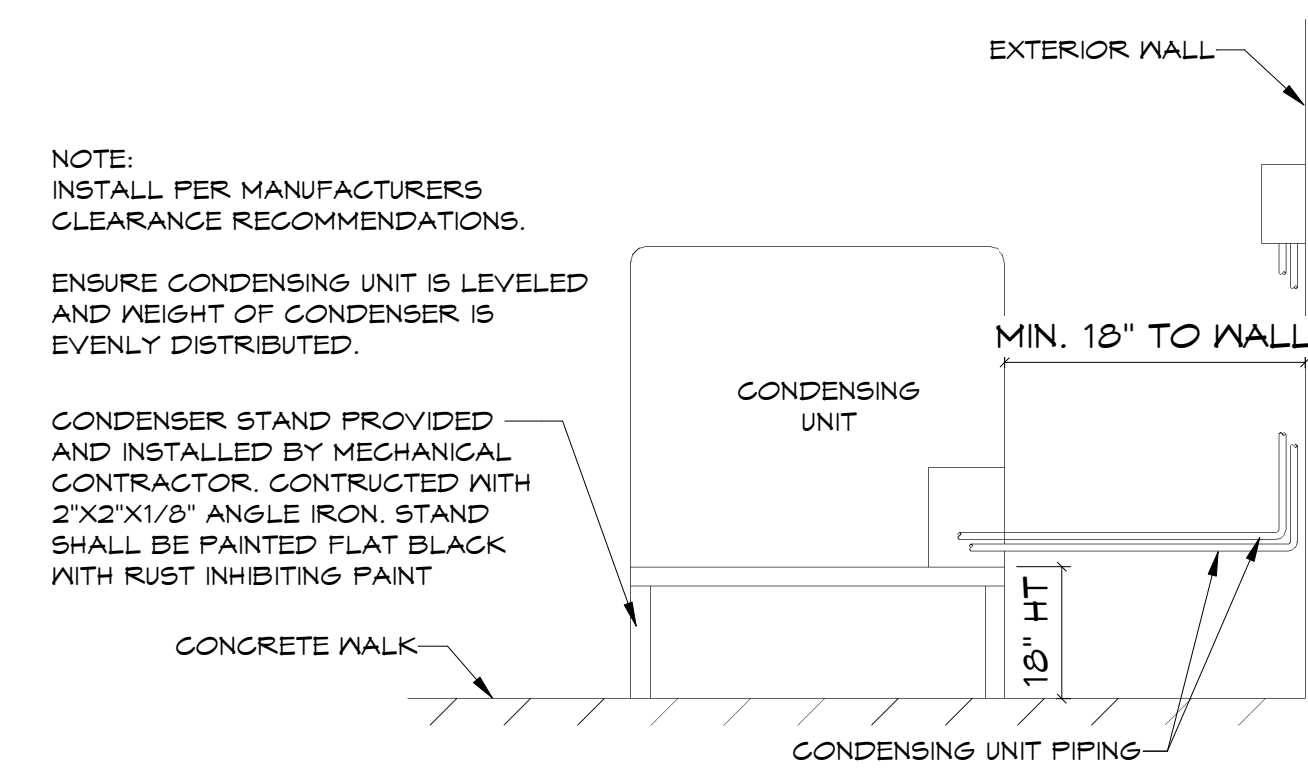 EXTERIOR WALL
NOTE:
INSTALL PER MANUFACTURERS
CLEARANCE RECOMMENDATIONS.
ENSURE CONDENSING UNIT IS LEVELED
AND WEIGHT OF CONDENSER IS
EVENLY DISTRIBUTED.
MIN. 18" TO WALL
CONDENSING
UNIT
CONDENSER STAND PROVIDED
AND INSTALLED BY MECHANICAL
CONTRACTOR. CONTRUCTED WITH
2"X2"X1/8" ANGLE IRON. STAND
SHALL BE PAINTED FLAT BLACK
WITH RUST INHIBITING PAINT
18" HT
CONCRETE WALK
CONDENSING UNIT PIPING